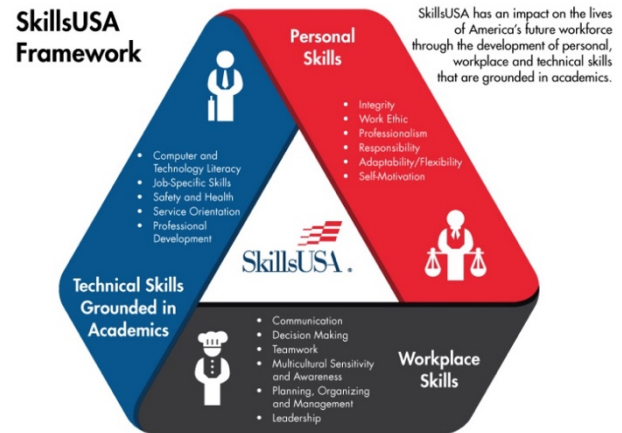 SkillsUSA
Framework
SkillsUSA has an impact on the lives
of America's future workforce
through the development of personal,
workplace and technical skills
that are grounded in academics.
Personal
Skills
• Integrity
• Work Ethic
• Professionalism
• Responsibility
• Adaptability/Flexibility
• Self-Motivation
• Computer and
Technology Literacy
• Job-Specific Skills
• Safety and Health
• Service Orientation
• Professional
Development
Technical Skills
Grounded in
Academics
SkillsUSA®
• Communication
• Decision Making
• Teamwork
• Multicultural Sensitivity
and Awareness
• Planning, Organizing
and Management
• Leadership
Workplace
Skills